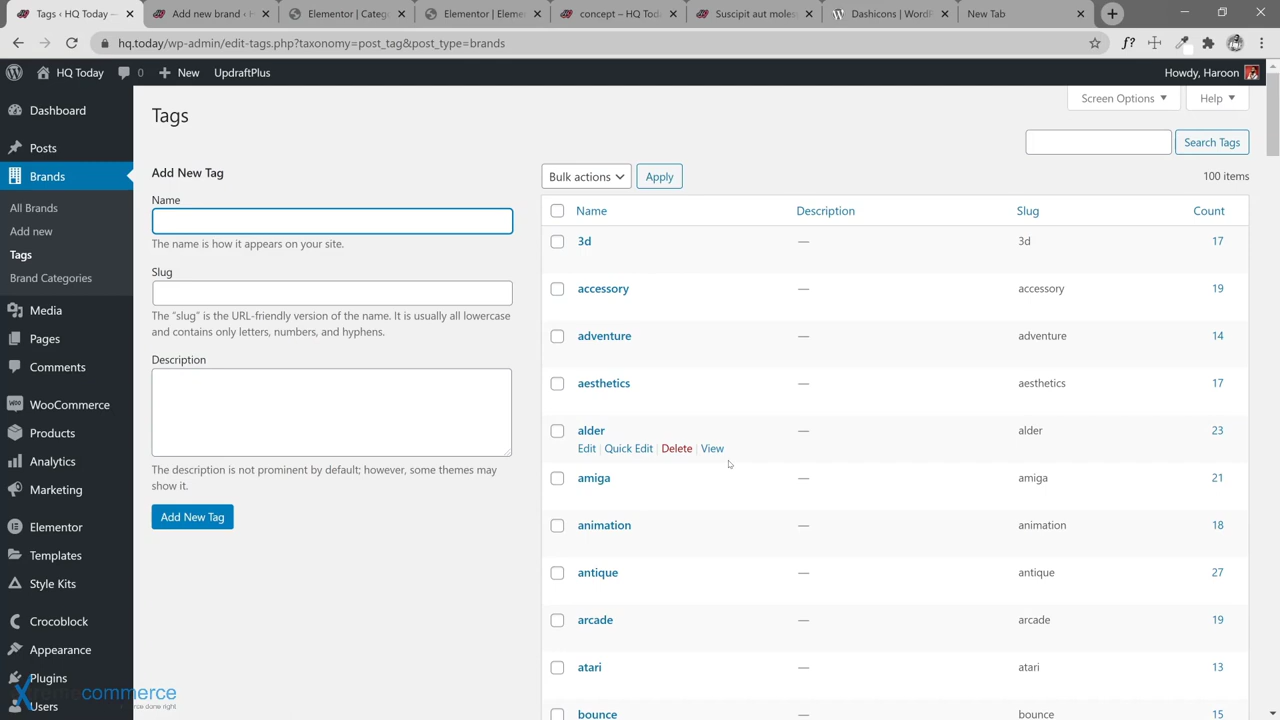 Tags ‹ HQ Today
Add new brand ‹ H
Elementor | Categ
Elementor | Eleme
concept – HQ Toda
Suscipit aut moles
Dashicons | WordP
New Tab
hq.today/wp-admin/edit-tags.php?taxonomy=post_tag&post_type=brands
HQ Today
0
New
UpdraftPlus
Howdy, Haroon
Dashboard
Posts
Brands
All Brands
Add new
Tags
Brand Categories
Media
Pages
Comments
WooCommerce
Products
Analytics
Marketing
Elementor
Templates
Style Kits
Crocoblock
Appearance
Plugins
Users
commerce
done right
Screen Options
Help
Tags
Search Tags
Add New Tag
Name
The name is how it appears on your site.
Slug
The “slug” is the URL-friendly version of the name. It is usually all lowercase
and contains only letters, numbers, and hyphens.
Description
The description is not prominent by default; however, some themes may
show it.
Add New Tag
Bulk actions
Apply
100 items
Name Description Slug Count
3d — 3d 17
accessory — accessory 19
adventure — adventure 14
aesthetics — aesthetics 17
alder — alder 23
Edit | Quick Edit | Delete | View
amiga — amiga 21
animation — animation 18
antique — antique 27
arcade — arcade 19
atari — atari 13
bounce — bounce 15